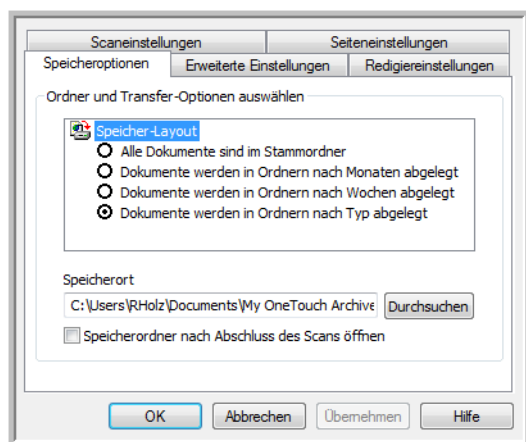 Scaneinstellungen
Seiteneinstellungen
Speicheroptionen
Erweiterte Einstellungen
Redigiereinstellungen
Ordner und Transfer-Optionen auswählen
Speicher-Layout
Alle Dokumente sind im Stammordner
Dokumente werden in Ordnern nach Monaten abgelegt
Dokumente werden in Ordnern nach Wochen abgelegt
Dokumente werden in Ordnern nach Typ abgelegt
Speicherort
C:\Users\RHolz\Documents\My OneTouch Archive
Durchsuchen
Speicherordner nach Abschluss des Scans öffnen
OK
Abbrechen
Übernehmen
Hilfe